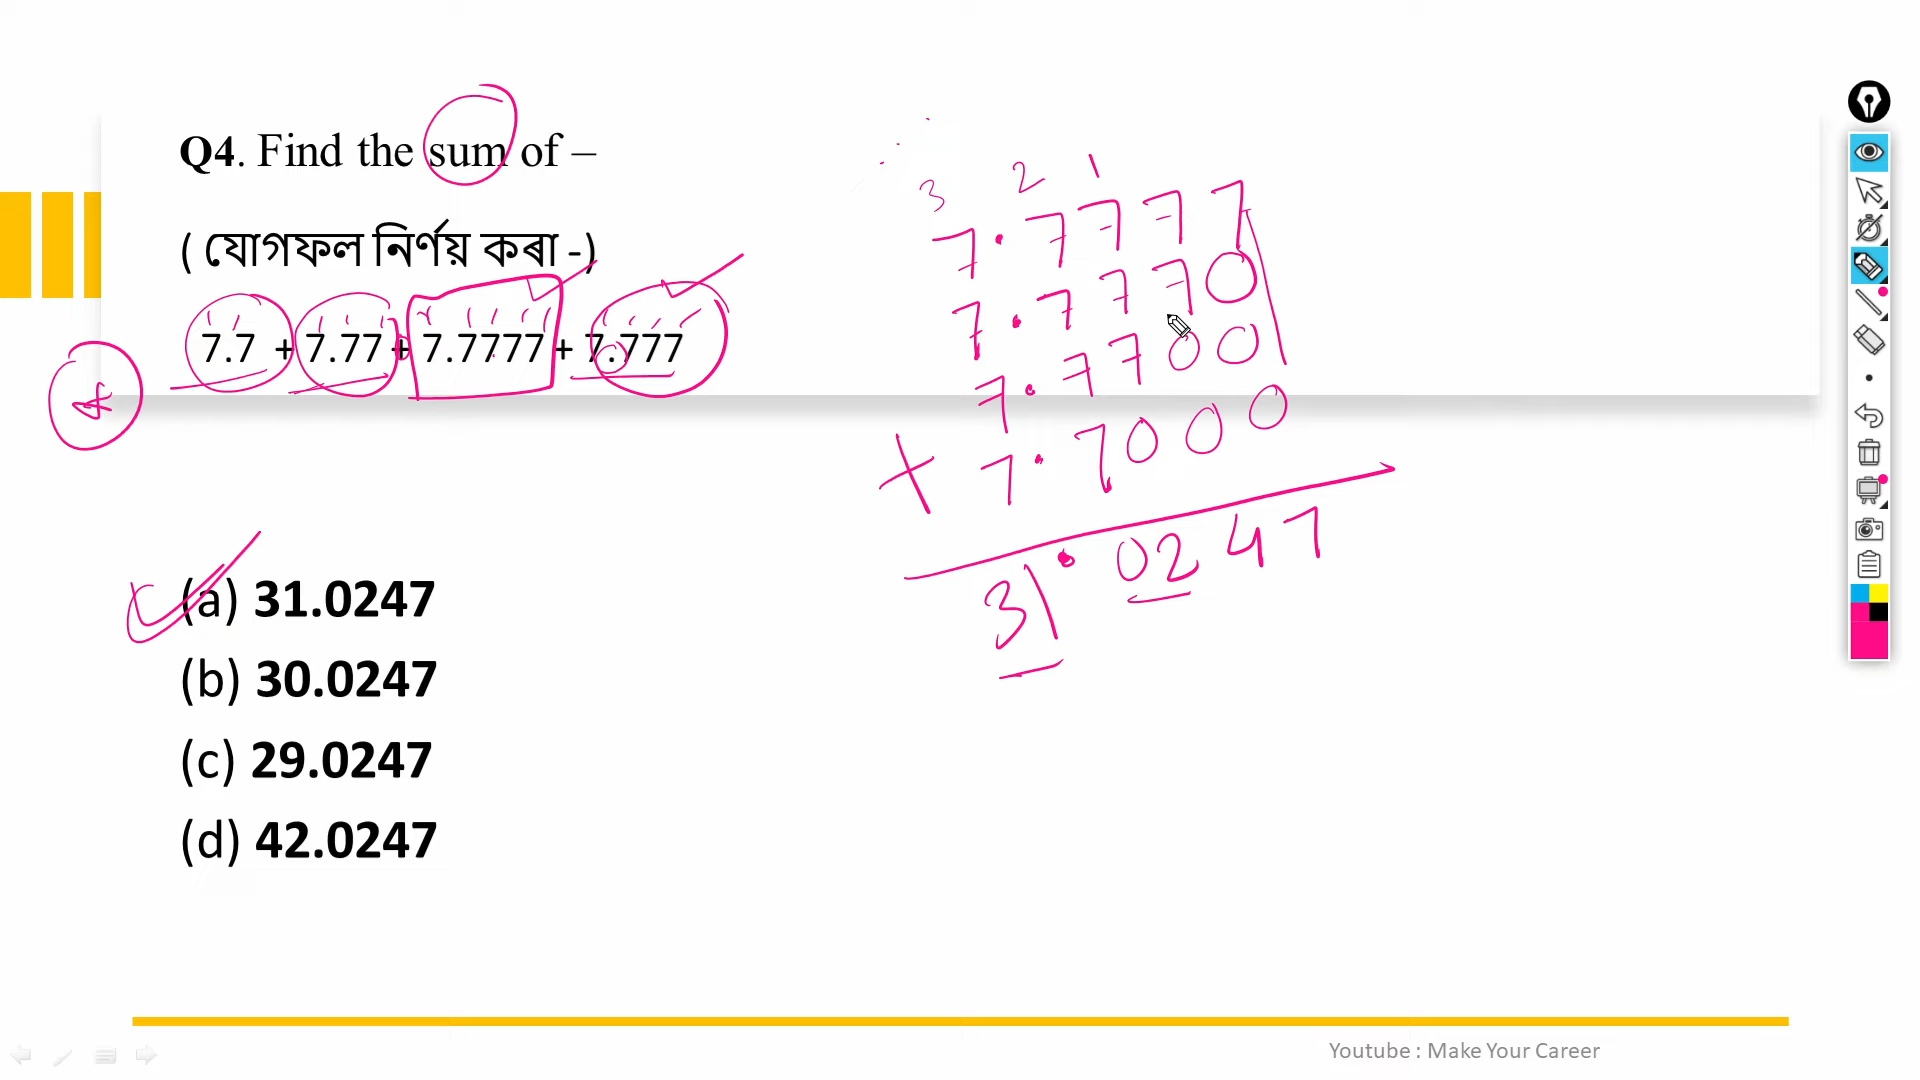 Q4. Find the sum of –
( যোগফল নিৰ্ণয় কৰা -)
7.7 + 7.77 + 7.7777 + 7.777
(a) 31.0247
(b) 30.0247
(c) 29.0247
(d) 42.0247
3 2 1
7.7777
7.7770
7.7700
+ 7.7000
31.0247
Youtube : Make Your Career